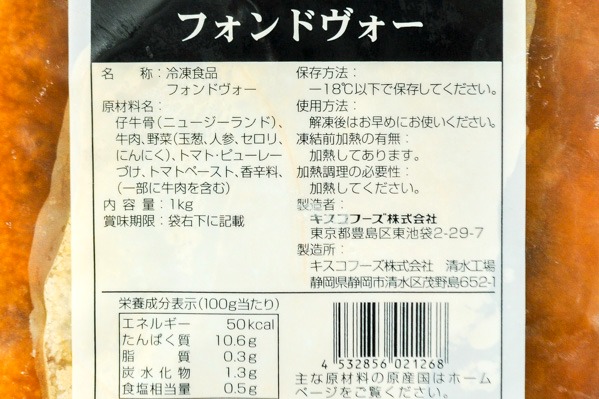 フォンドヴォー
名　称：冷凍食品
フォンドヴォー
原材料名：
仔牛骨（ニュージーランド）、
牛肉、野菜（玉葱、人参、セロリ、
にんにく）、トマト・ピューレー
づけ、トマトペースト、香辛料、
（一部に牛肉を含む）
内 容 量：1kg
賞味期限：袋右下に記載
保存方法：
－18℃以下で保存してください。
使用方法：
解凍後はお早めにお使いください。
凍結前加熱の有無：
加熱してあります。
加熱調理の必要性：
加熱してください。
製造者：
キスコフーズ株式会社
東京都豊島区東池袋2-29-7
製造所：
キスコフーズ株式会社　清水工場
静岡県静岡市清水区茂野島652-1
栄養成分表示（100g当たり）
エネルギー 50kcal
たんぱく質 10.6g
脂　質 0.3g
炭水化物 1.3g
食塩相当量 0.5g
4 532856 021268
主な原材料の原産国はホーム
ページをご覧ください。